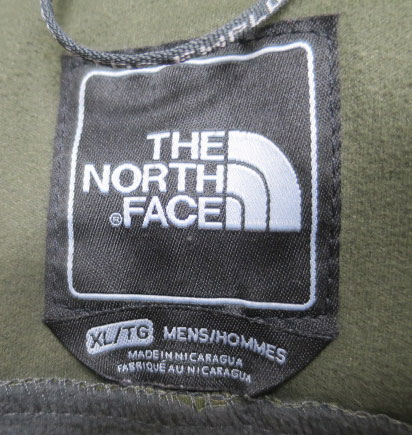 THE
NORTH
® FACE
XL/TG MENS/HOMMES
MADE IN NICARAGUA
FABRIQUÉ AU NICARAGUA